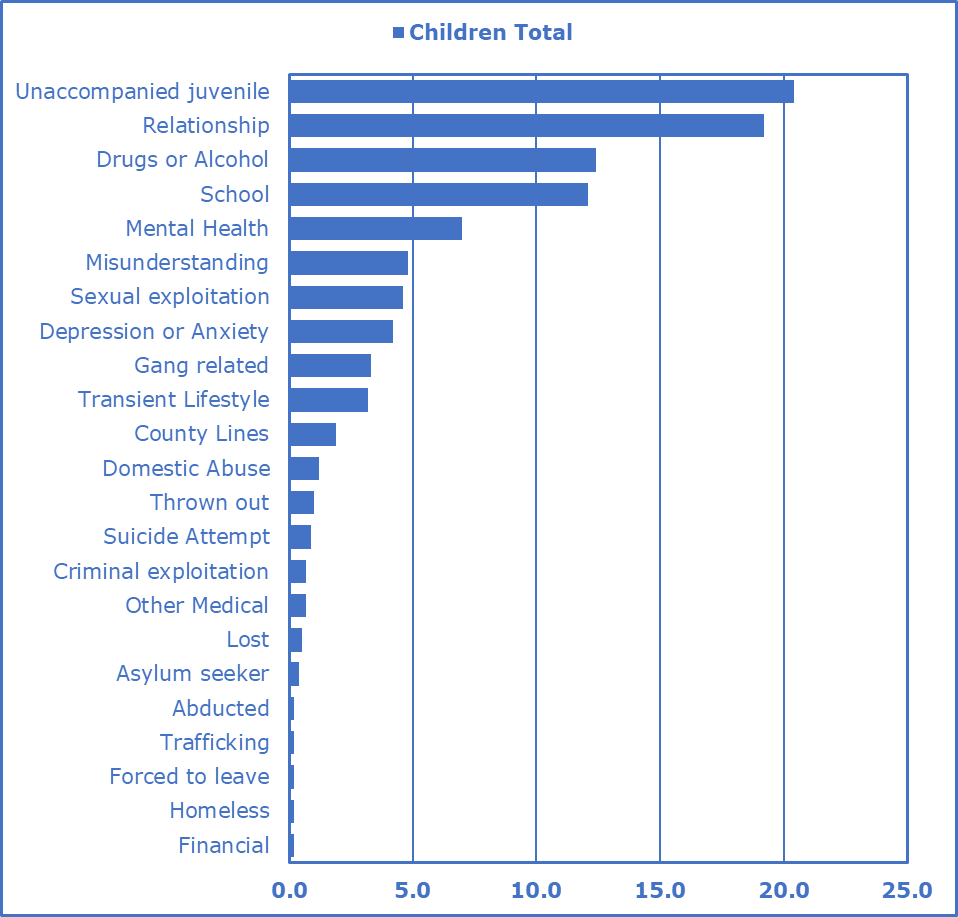 Children Total
Unaccompanied juvenile
Relationship
Drugs or Alcohol
School
Mental Health
Misunderstanding
Sexual exploitation
Depression or Anxiety
Gang related
Transient Lifestyle
County Lines
Domestic Abuse
Thrown out
Suicide Attempt
Criminal exploitation
Other Medical
Lost
Asylum seeker
Abducted
Trafficking
Forced to leave
Homeless
Financial
0.0 5.0 10.0 15.0 20.0 25.0